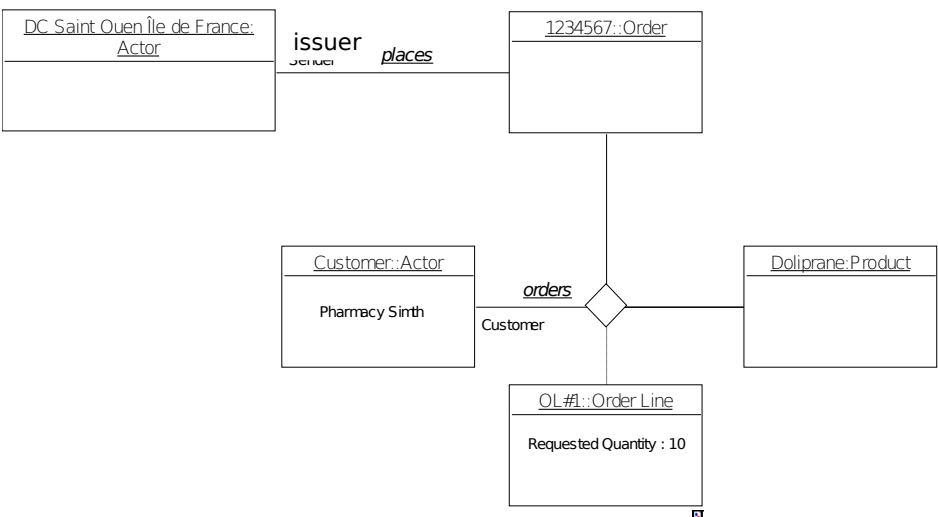 DC Saint Ouen Île de France:
Actor
issuer
places
1234567::Order
Customer::Actor
Pharmacy Simth
orders
Customer
Doliprane:Product
OL#1::Order Line
Requested Quantity : 10